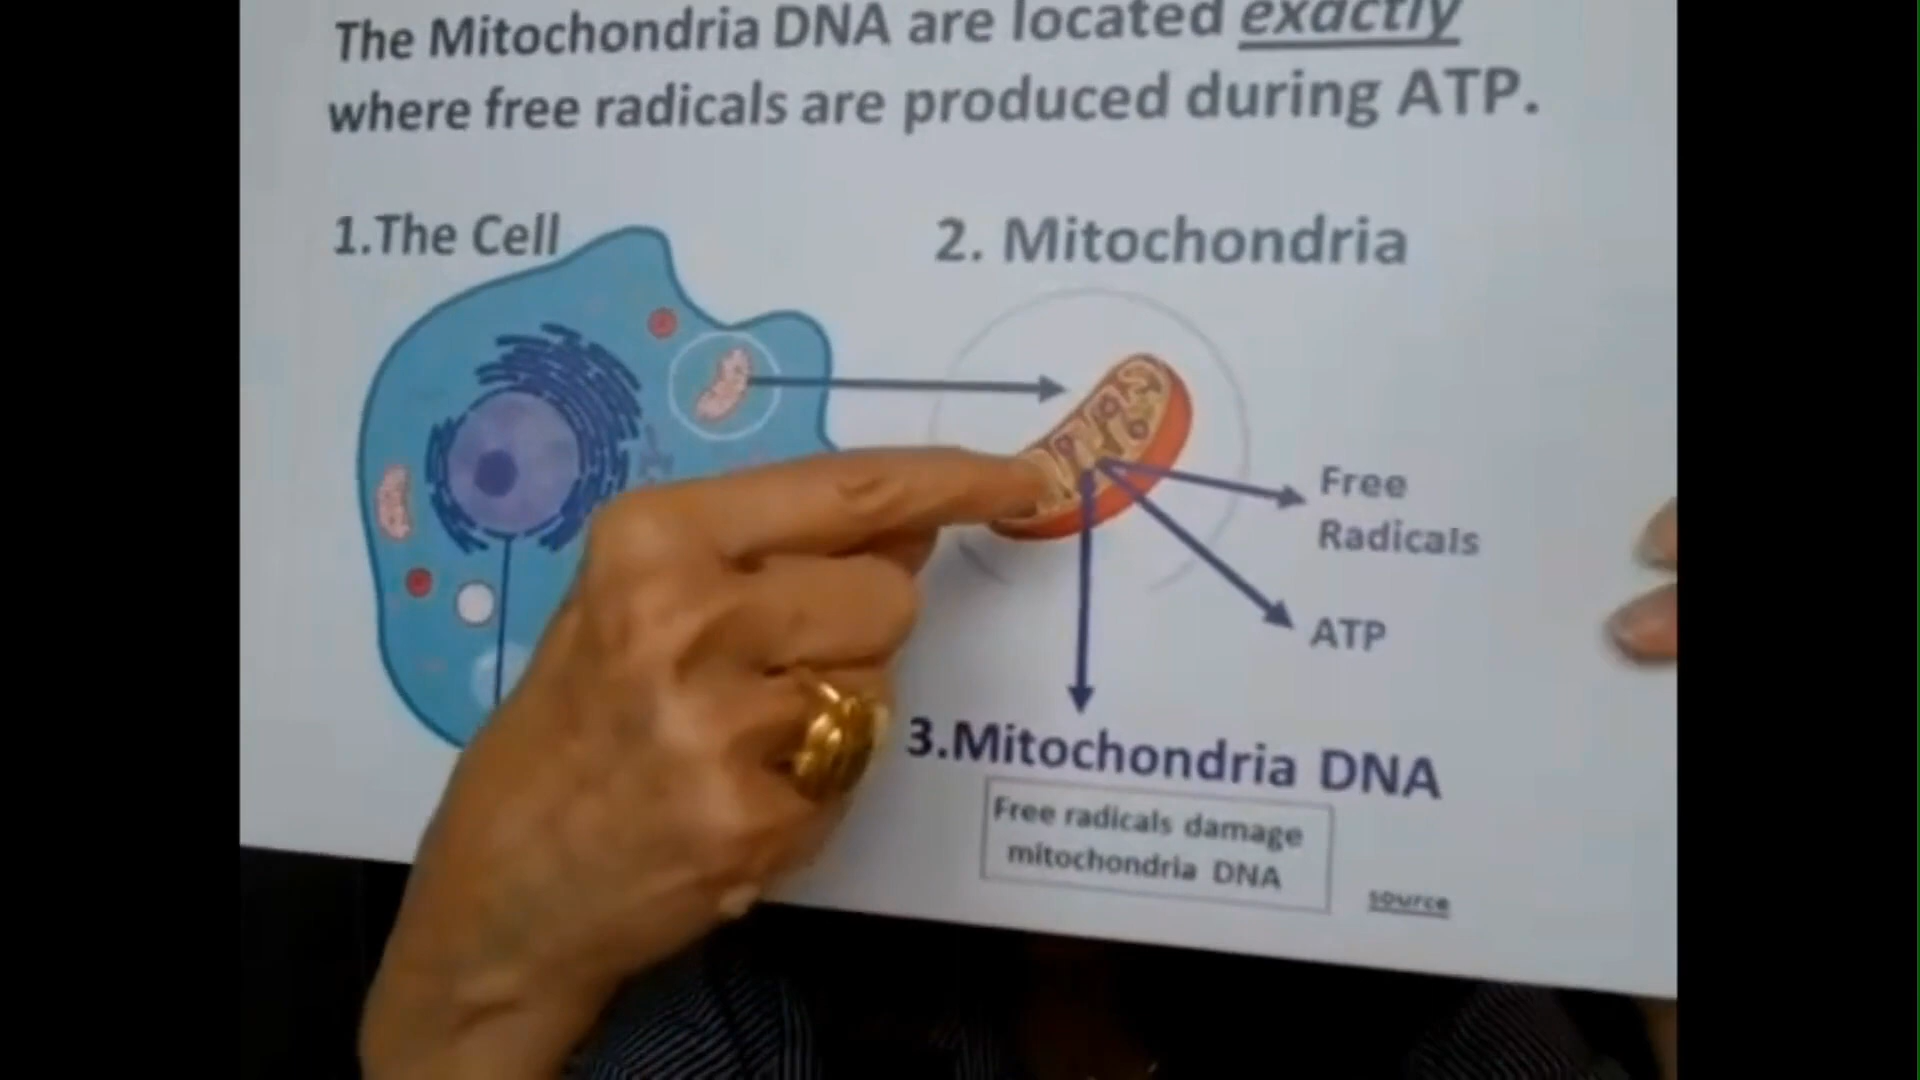 The Mitochondria DNA are located exactly
where free radicals are produced during ATP.
1.The Cell
2. Mitochondria
Free
Radicals
ATP
3.Mitochondria DNA
Free radicals damage
mitochondria DNA
source